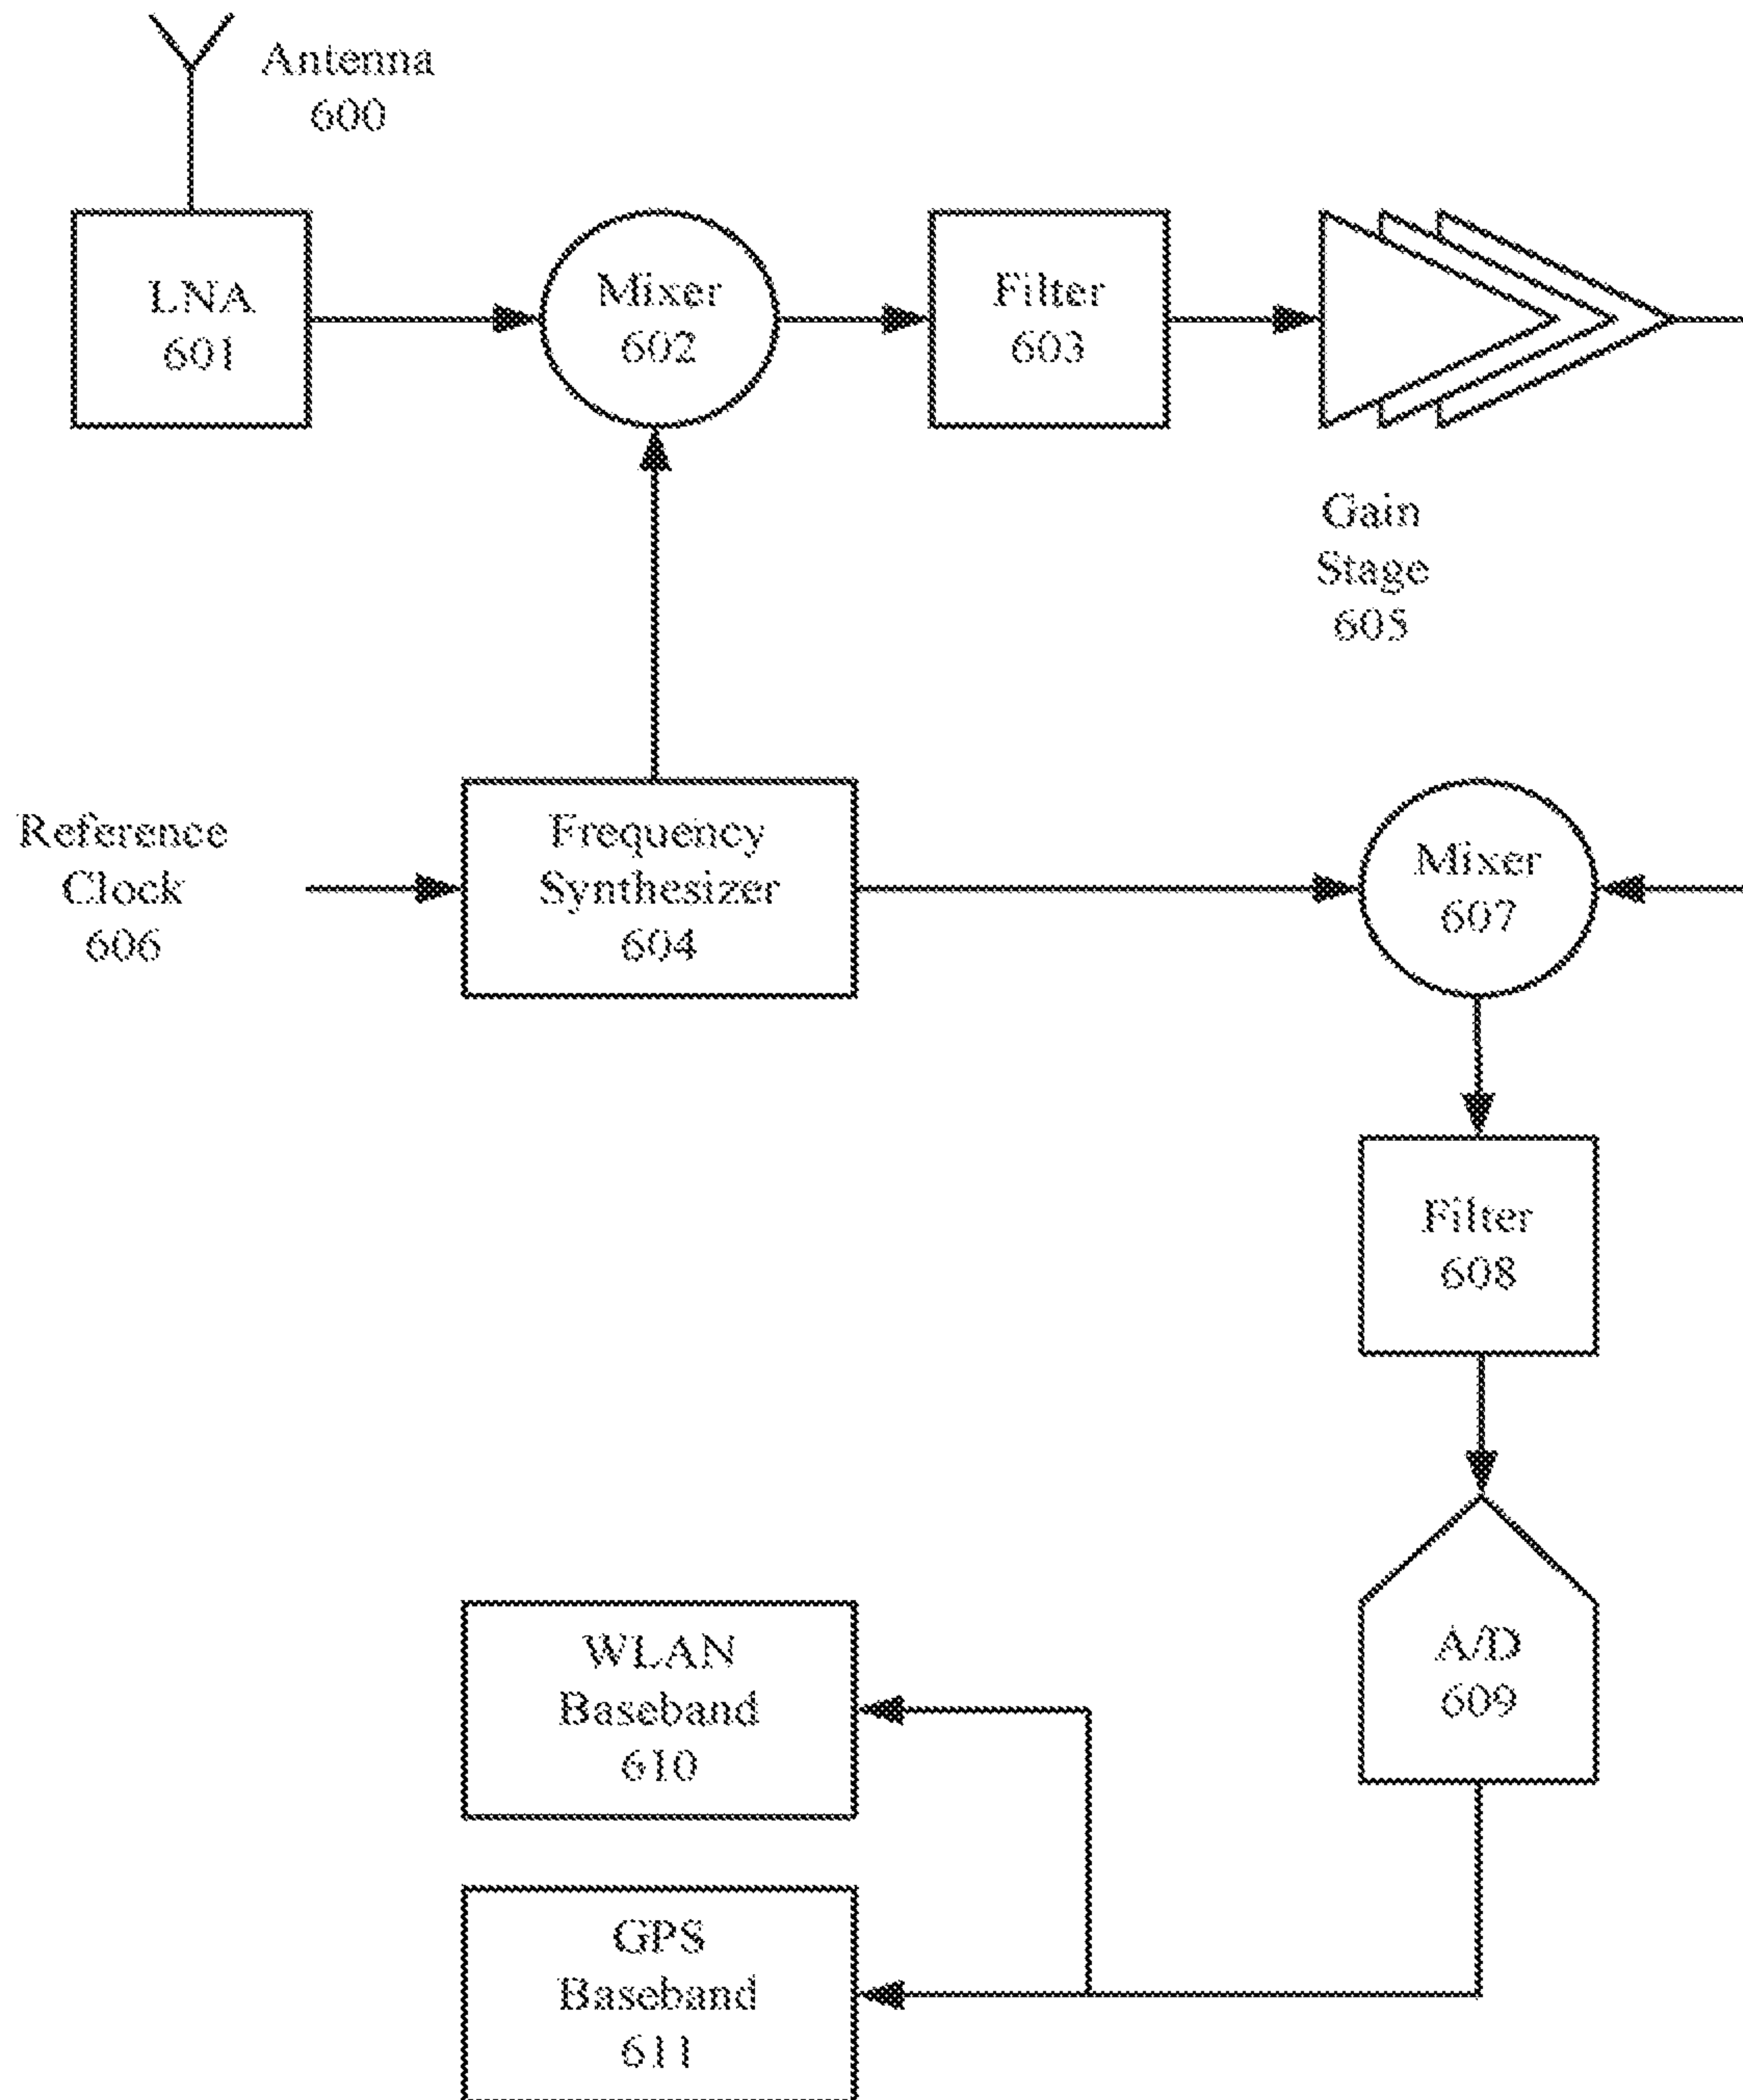 Antenna
600
LNA
601
Mixer
602
Filter
603
Gain
Stage
605
Reference
Clock
606
Frequency
Synthesizer
604
Mixer
607
Filter
608
A/D
609
WLAN
Baseband
610
GPS
Baseband
611